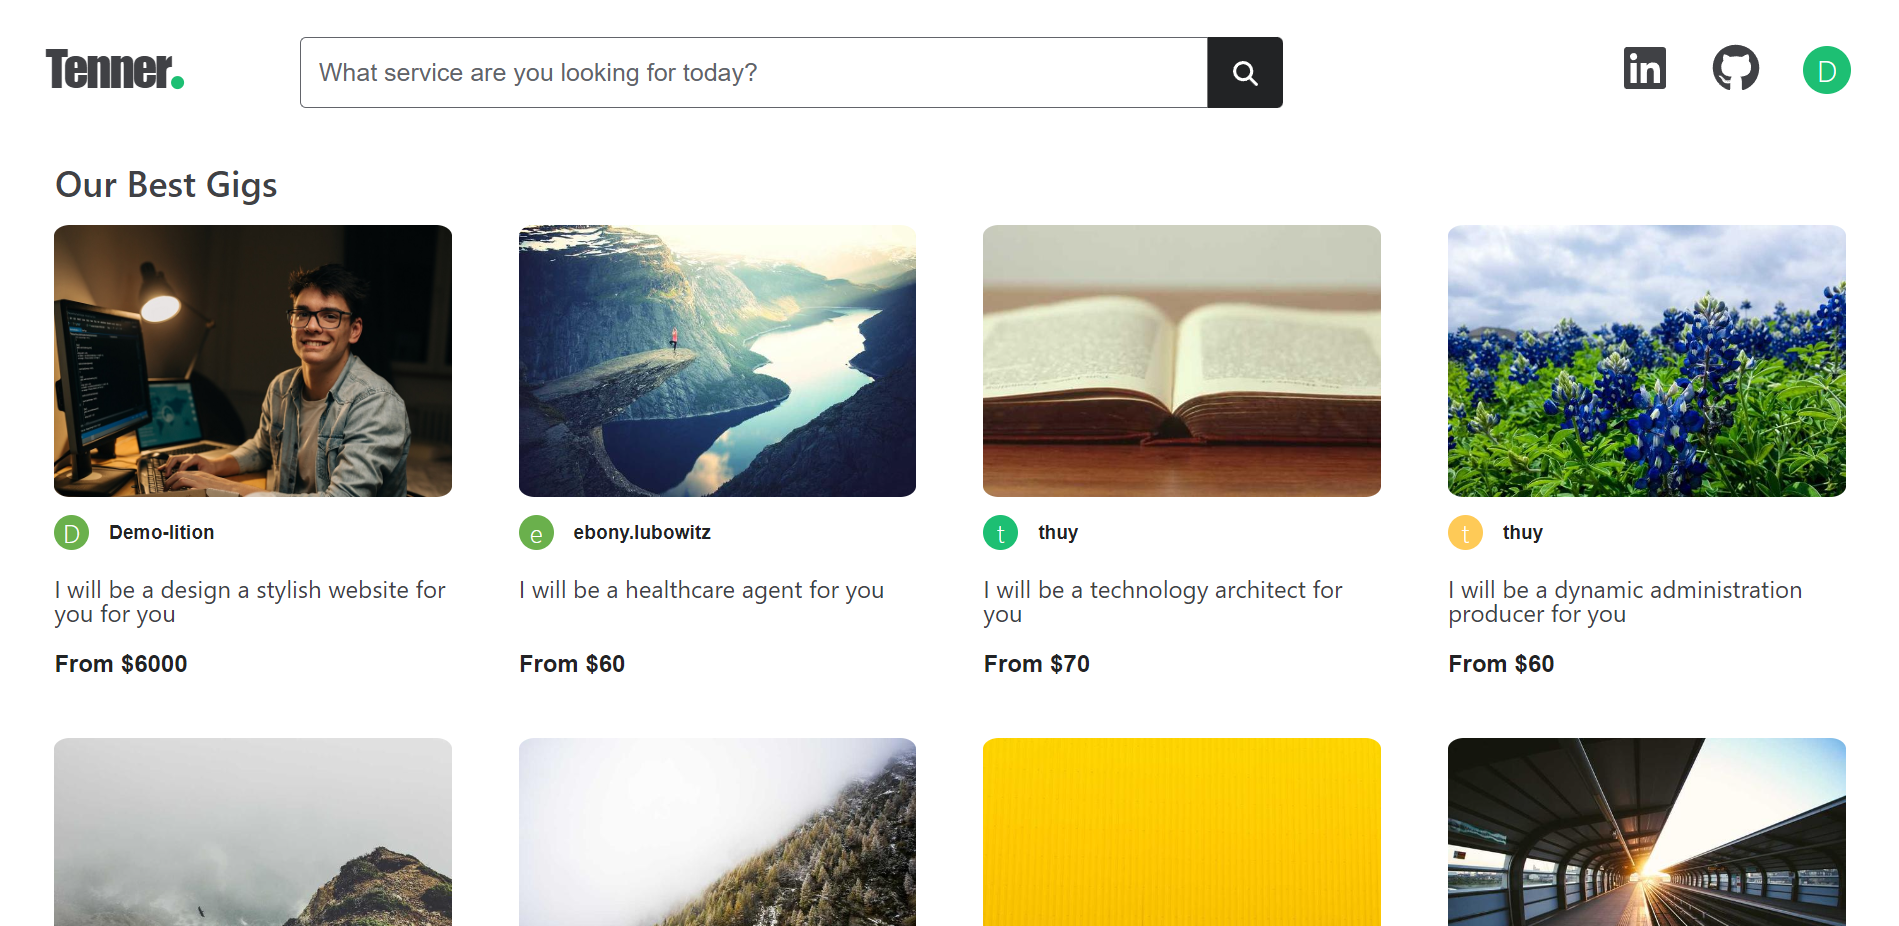 Tenner.
What service are you looking for today?
in
D
Our Best Gigs
D Demo-lition
e ebony.lubowitz
t thuy
t thuy
I will be a design a stylish website for
you for you
I will be a healthcare agent for you
I will be a technology architect for
you
I will be a dynamic administration
producer for you
From $6000
From $60
From $70
From $60